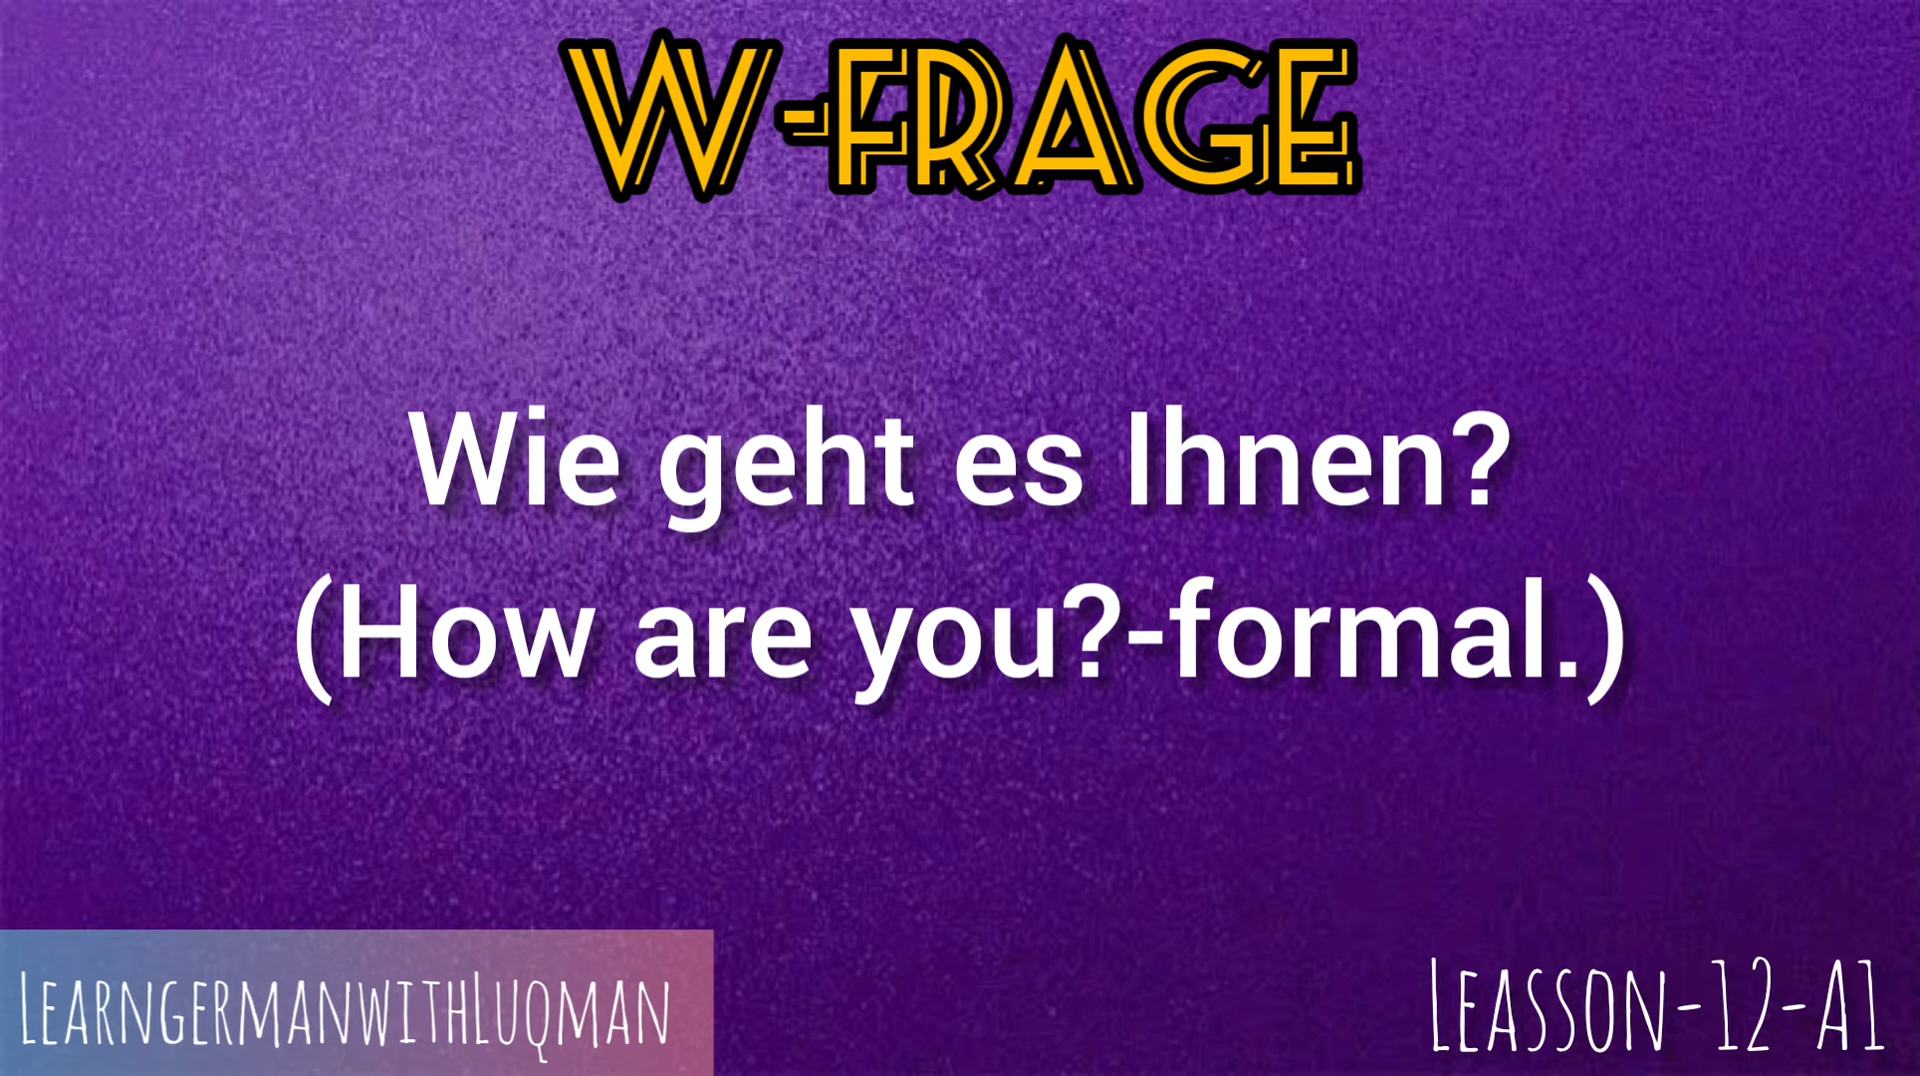 W-FRAGE
Wie geht es Ihnen?
(How are you?-formal.)
LearngermanwithLuqman
Leasson-12-A1